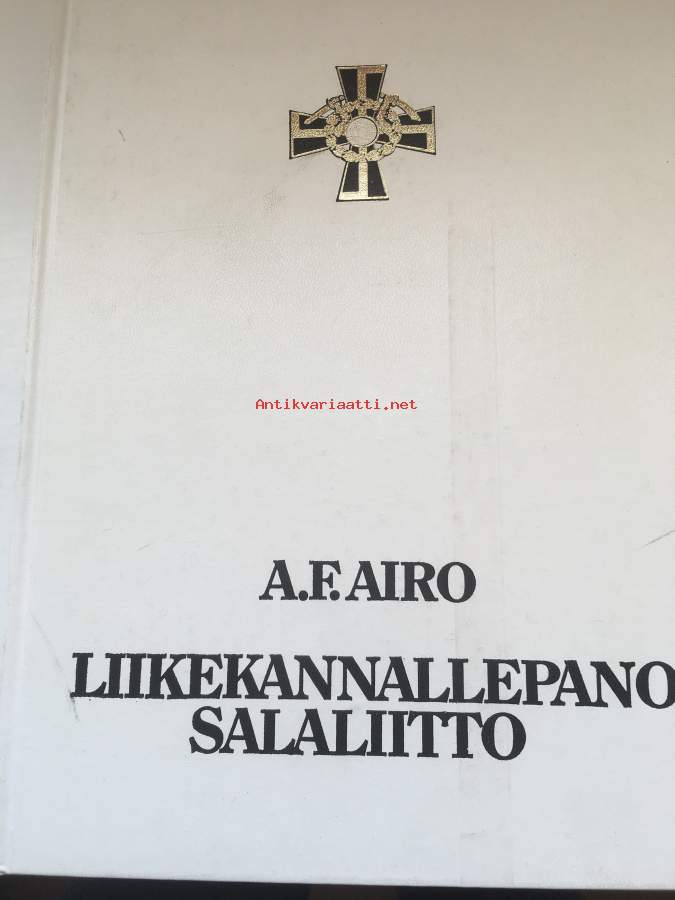 Antikvariaatti.net
A.F. AIRO
LIIKEKANNALLEPANO
SALALIITTO